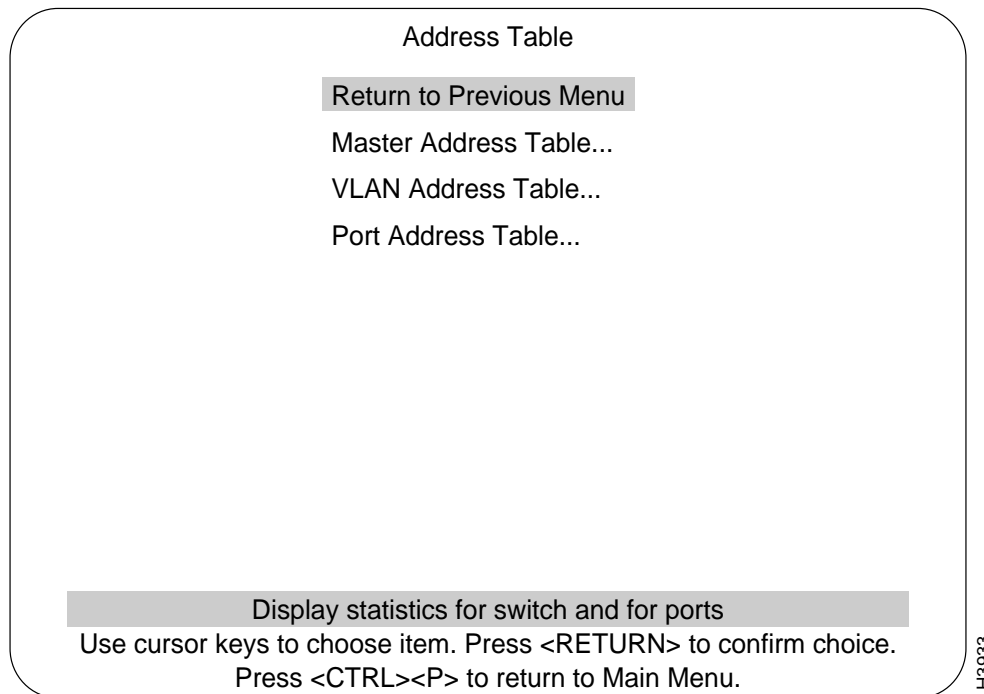 Address Table
Return to Previous Menu
Master Address Table...
VLAN Address Table...
Port Address Table...
Display statistics for switch and for ports
Use cursor keys to choose item. Press <RETURN> to confirm choice.
Press <CTRL><P> to return to Main Menu.
H3933